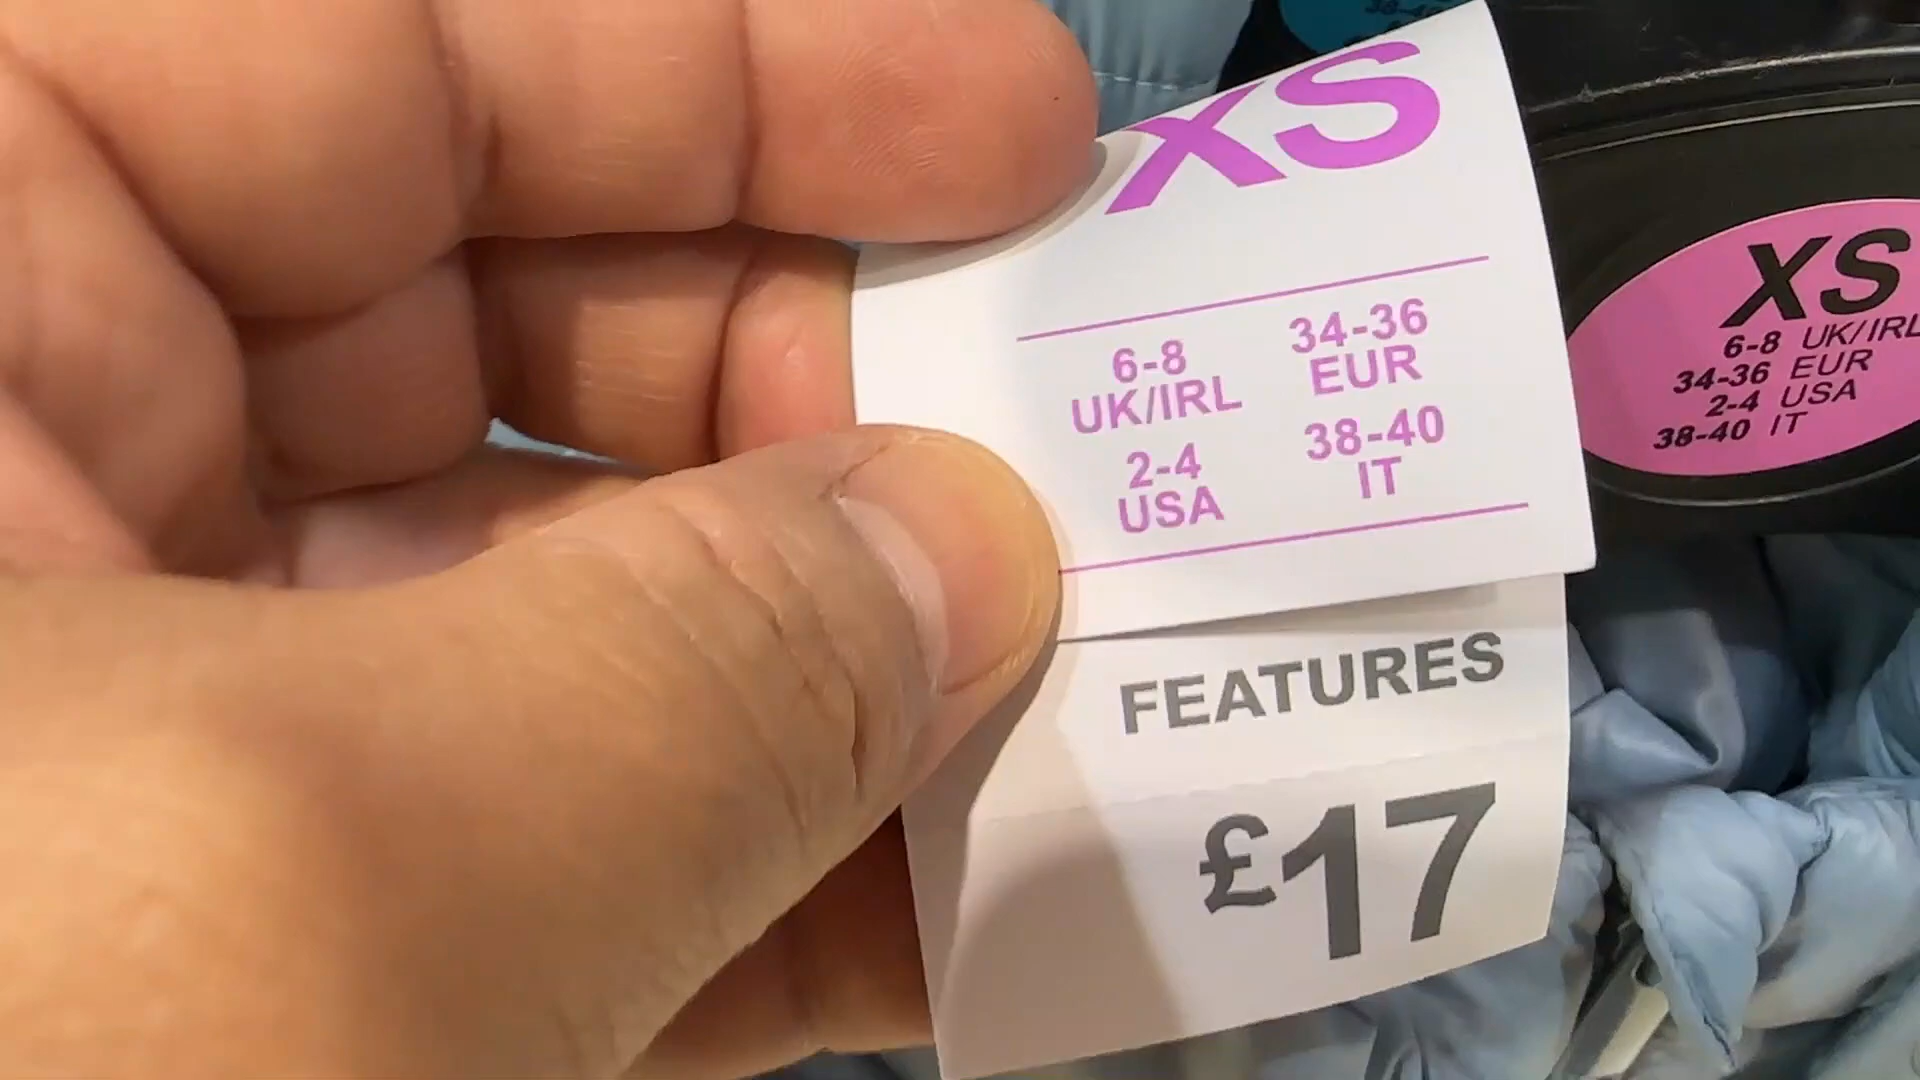 XS
6-8
UK/IRL
34-36
EUR
2-4
USA
38-40
IT
FEATURES
£17
XS
6-8 UK/IRL
34-36 EUR
2-4 USA
38-40 IT